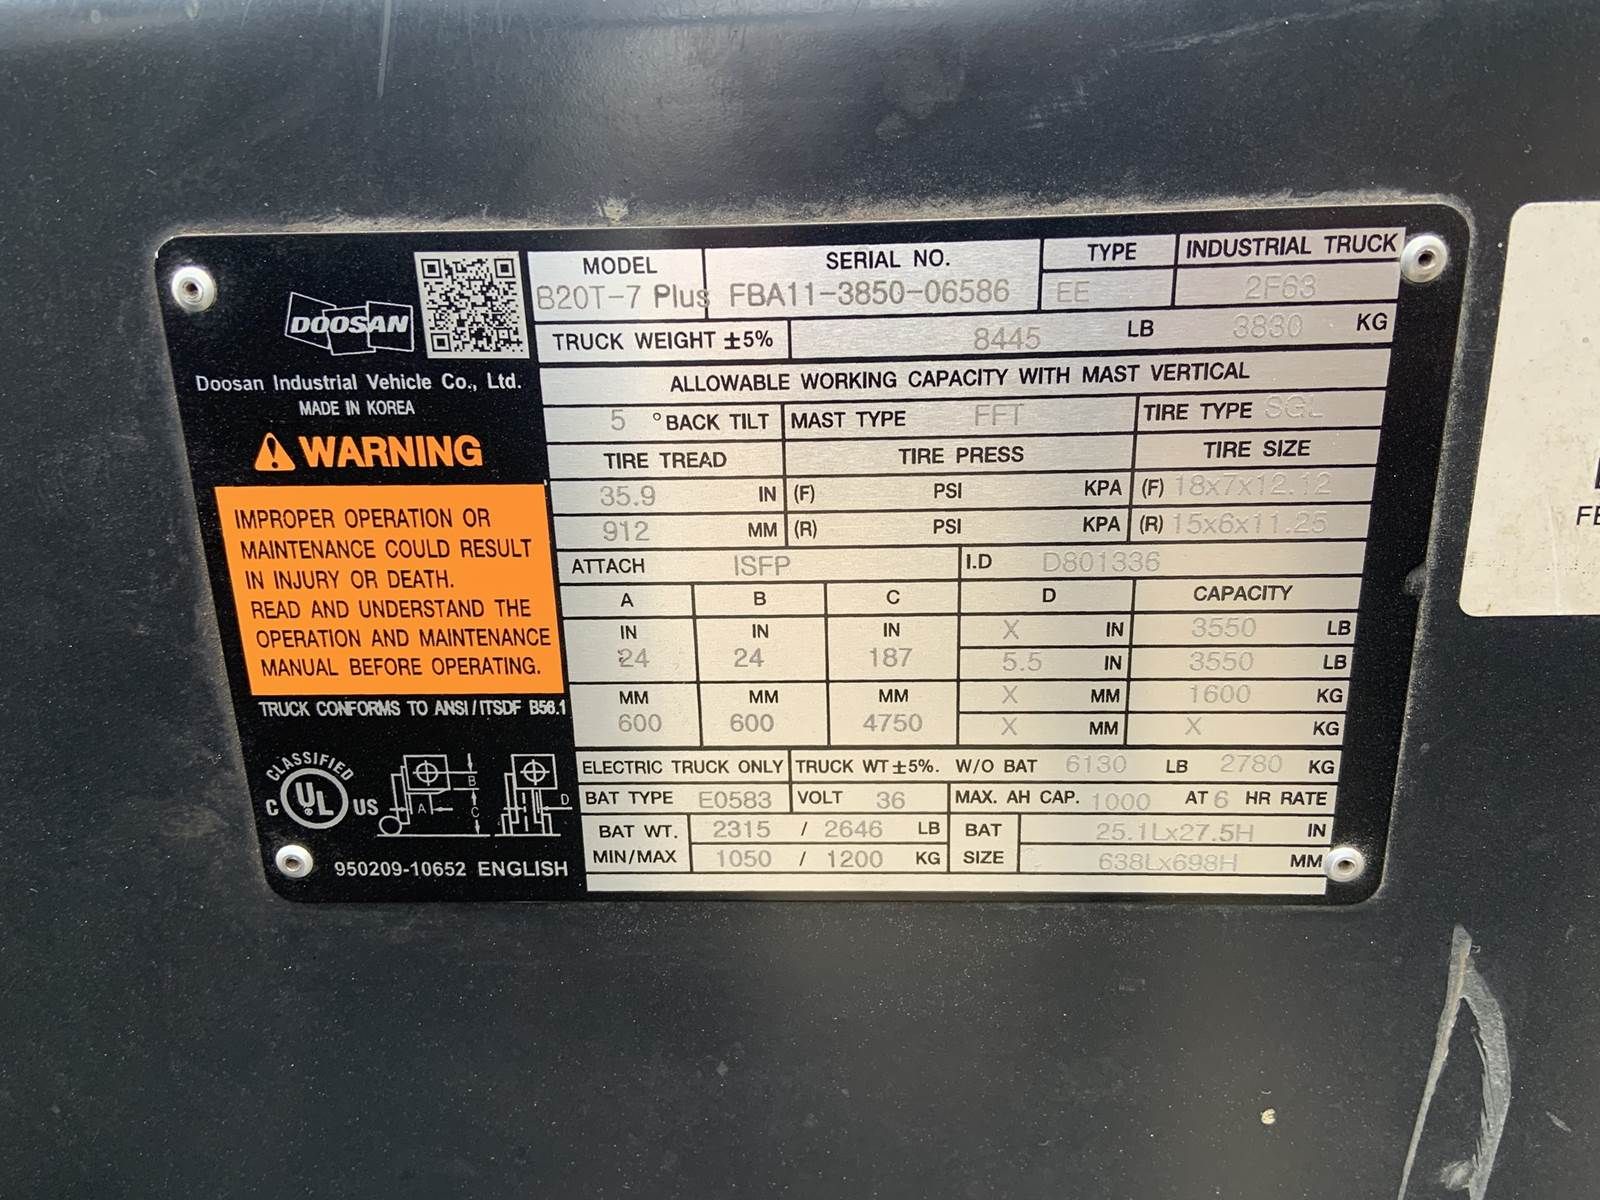 MODEL SERIAL NO. TYPE INDUSTRIAL TRUCK
B20T-7 Plus FBA11-3850-06586 EE 2F63
TRUCK WEIGHT ±5% 8445 LB 3830 KG
ALLOWABLE WORKING CAPACITY WITH MAST VERTICAL
5 °BACK TILT MAST TYPE FFT TIRE TYPE SGL
TIRE TREAD TIRE PRESS TIRE SIZE
35.9 IN (F) PSI KPA (F) 18x7x12.12
912 MM (R) PSI KPA (R) 15x6x11.25
ATTACH ISFP I.D D801336
A B C D CAPACITY
IN IN IN X IN 3550 LB
24 24 187 5.5 IN 3550 LB
MM MM MM X MM 1600 KG
600 600 4750 X MM X KG
ELECTRIC TRUCK ONLY TRUCK WT ±5%. W/O BAT 6130 LB 2780 KG
BAT TYPE E0583 VOLT 36 MAX. AH CAP. 1000 AT 6 HR RATE
BAT WT. 2315 / 2646 LB BAT 25.1Lx27.5H IN
MIN/MAX 1050 / 1200 KG SIZE 638Lx698H MM
DOOSAN
Doosan Industrial Vehicle Co., Ltd.
MADE IN KOREA
WARNING
IMPROPER OPERATION OR
MAINTENANCE COULD RESULT
IN INJURY OR DEATH.
READ AND UNDERSTAND THE
OPERATION AND MAINTENANCE
MANUAL BEFORE OPERATING.
TRUCK CONFORMS TO ANSI/ITSDF B56.1
CLASSIFIED
C UL US
A B C D
950209-10652 ENGLISH